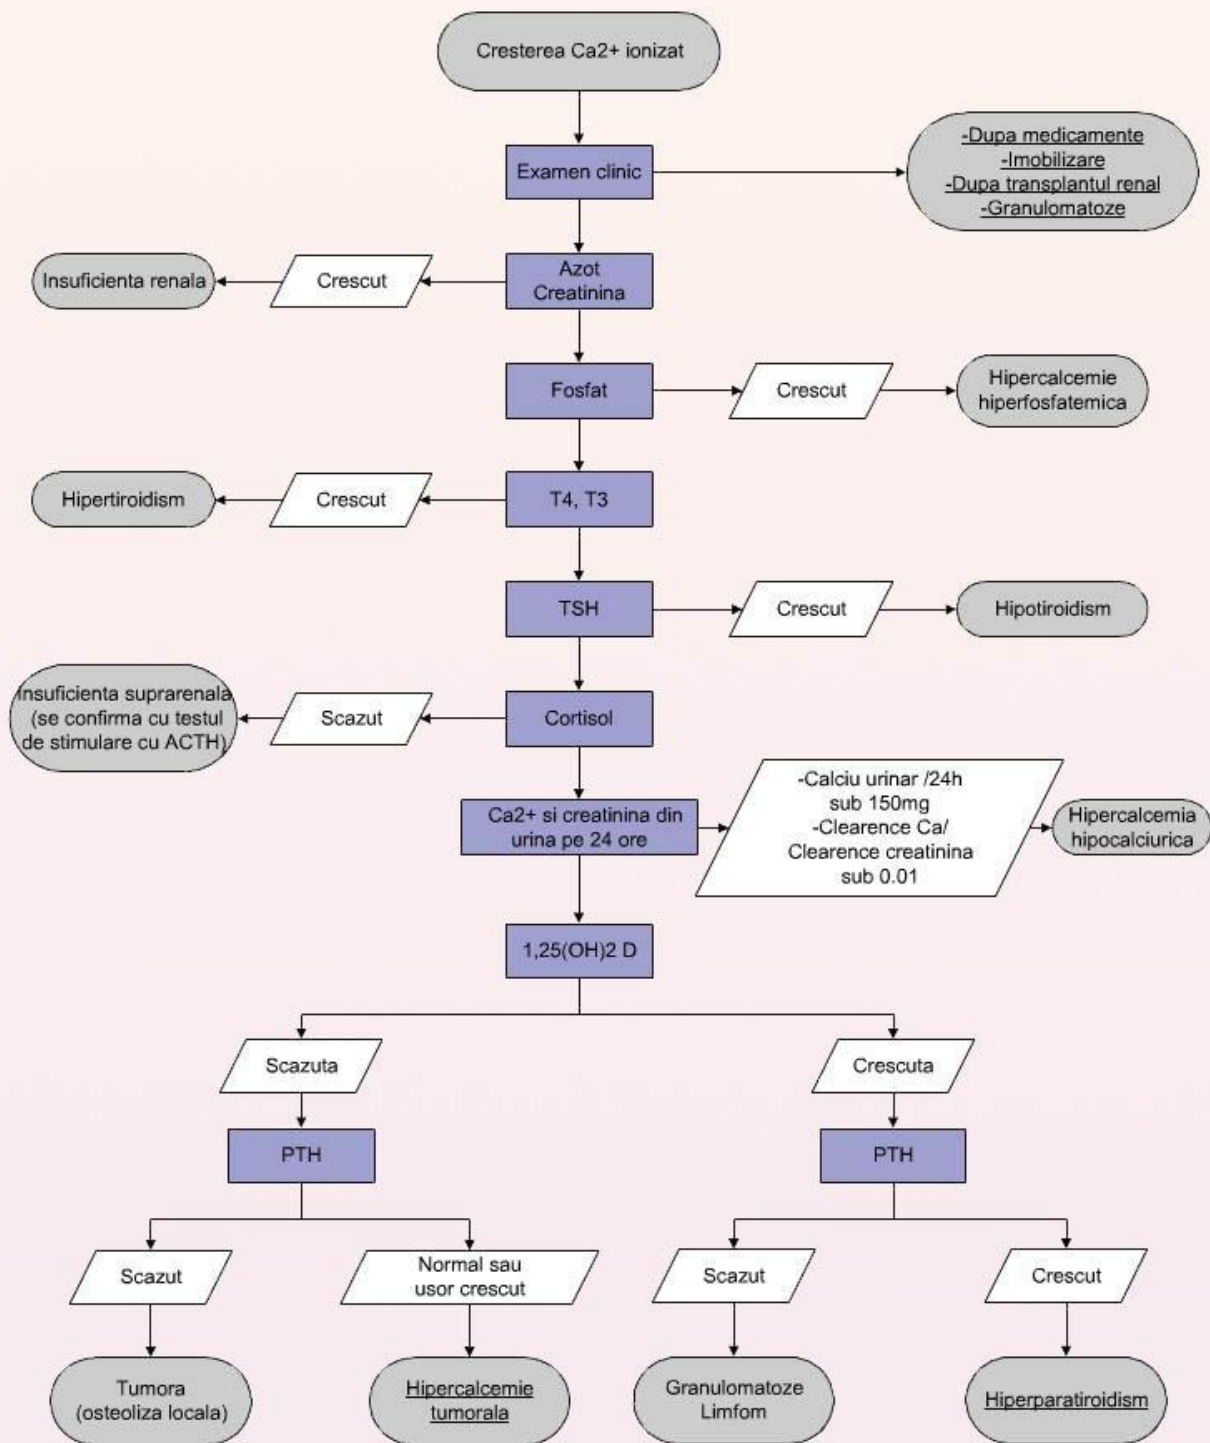 Cresterea Ca2+ ionizat
-Dupa medicamente
-Imobilizare
-Dupa transplantul renal
-Granulomatoze
Examen clinic
Insuficienta renala
Crescut
Azot
Creatinina
Fosfat
Crescut
Hipercalcemie
hiperfosfatemica
Hipertiroidism
Crescut
T4, T3
TSH
Crescut
Hipotiroidism
Insuficienta suprarenala
(se confirma cu testul
de stimulare cu ACTH)
Scazut
Cortisol
Ca2+ si creatinina din
urina pe 24 ore
-Calciu urinar /24h
sub 150mg
-Clearence Ca/
Clearence creatinina
sub 0.01
Hipercalcemia
hipocalciurica
1,25(OH)2 D
Scazuta
Crescuta
PTH
PTH
Scazut
Normal sau
usor crescut
Scazut
Crescut
Tumora
(osteoliza locala)
Hipercalcemie
tumorala
Granulomatoze
Limfom
Hiperparatiroidism